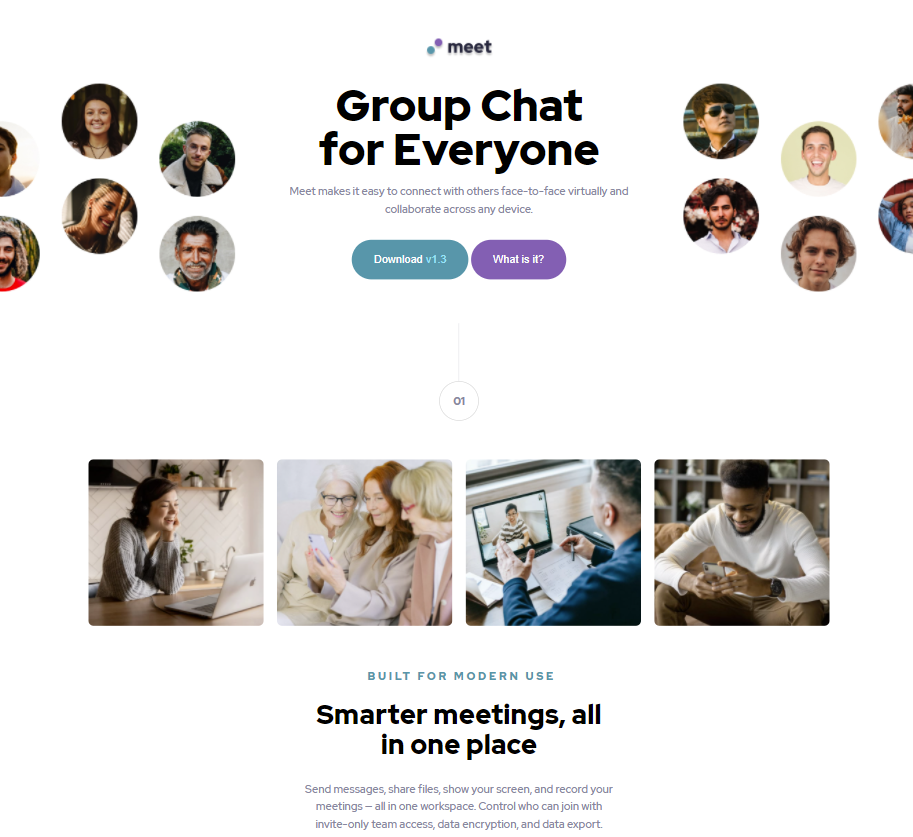 meet
Group Chat
for Everyone
Meet makes it easy to connect with others face-to-face virtually and
collaborate across any device.
Download v1.3
What is it?
01
BUILT FOR MODERN USE
Smarter meetings, all
in one place
Send messages, share files, show your screen, and record your
meetings — all in one workspace. Control who can join with
invite-only team access, data encryption, and data export.